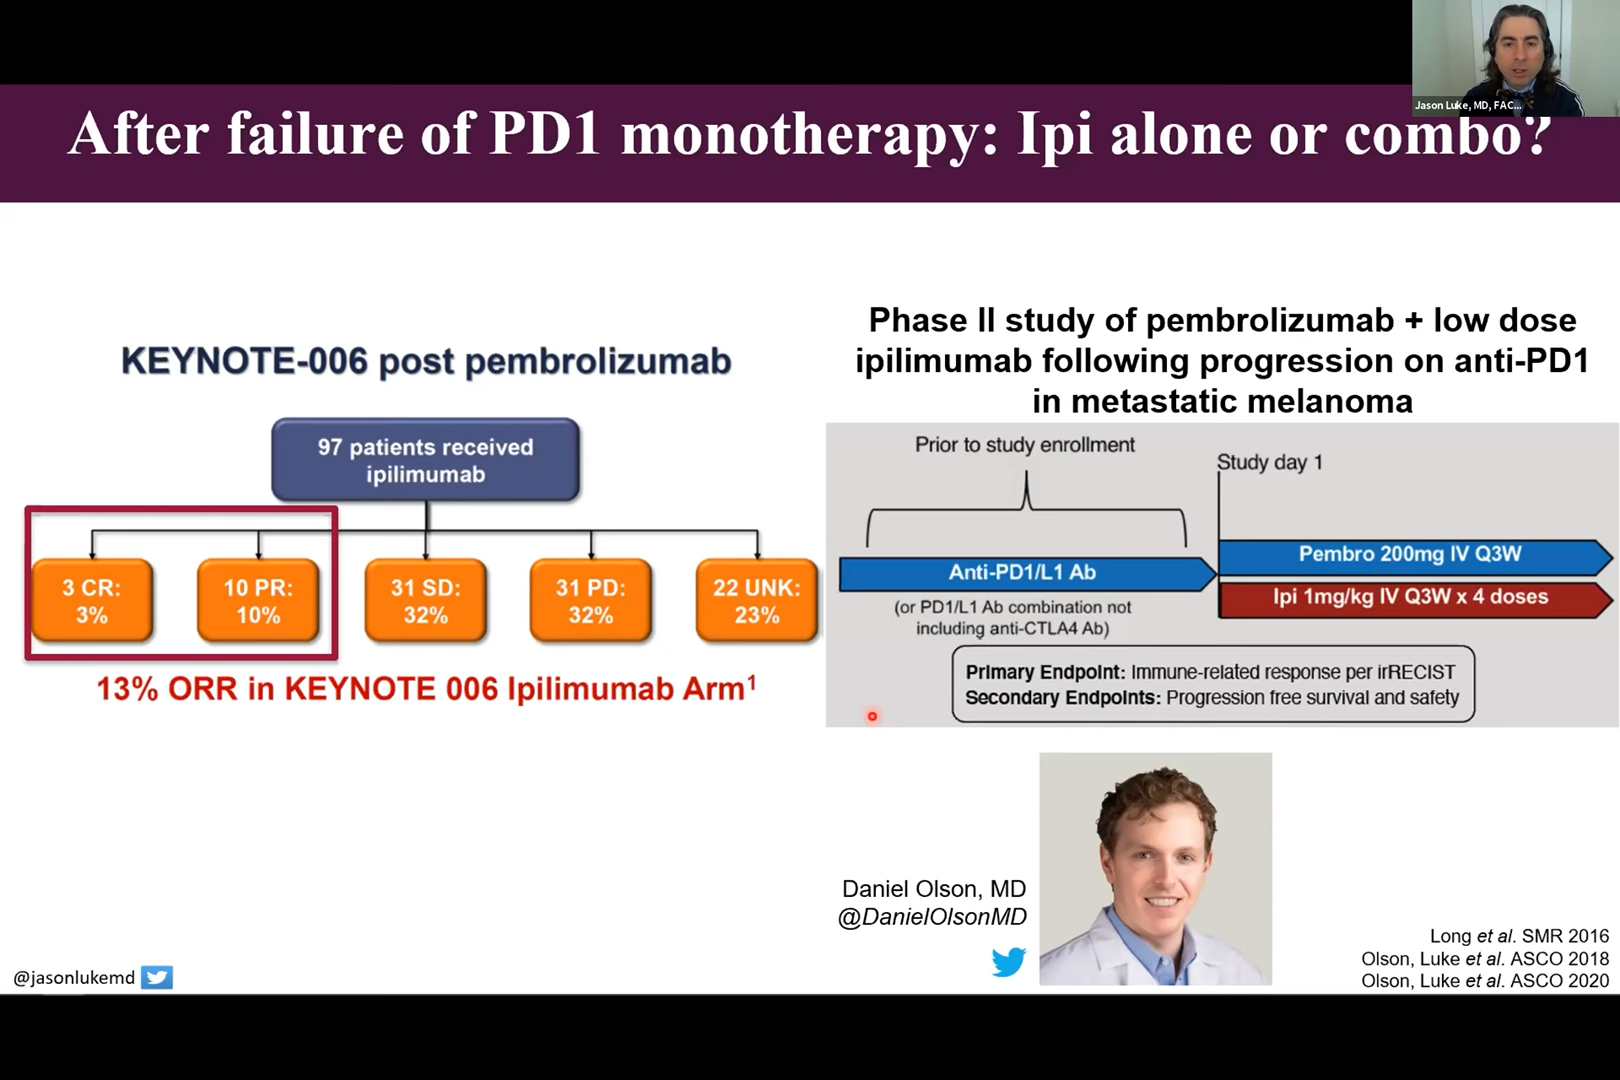 Jason Luke, MD, FAC...
After failure of PD1 monotherapy: Ipi alone or combo?
KEYNOTE-006 post pembrolizumab
97 patients received
ipilimumab
3 CR:
3%
10 PR:
10%
31 SD:
32%
31 PD:
32%
22 UNK:
23%
13% ORR in KEYNOTE 006 Ipilimumab Arm¹
Phase II study of pembrolizumab + low dose
ipilimumab following progression on anti-PD1
in metastatic melanoma
Prior to study enrollment
Study day 1
Anti-PD1/L1 Ab
(or PD1/L1 Ab combination not
including anti-CTLA4 Ab)
Pembro 200mg IV Q3W
Ipi 1mg/kg IV Q3W x 4 doses
Primary Endpoint: Immune-related response per irRECIST
Secondary Endpoints: Progression free survival and safety
Daniel Olson, MD
@DanielOlsonMD
Long et al. SMR 2016
Olson, Luke et al. ASCO 2018
Olson, Luke et al. ASCO 2020
@jasonlukemd